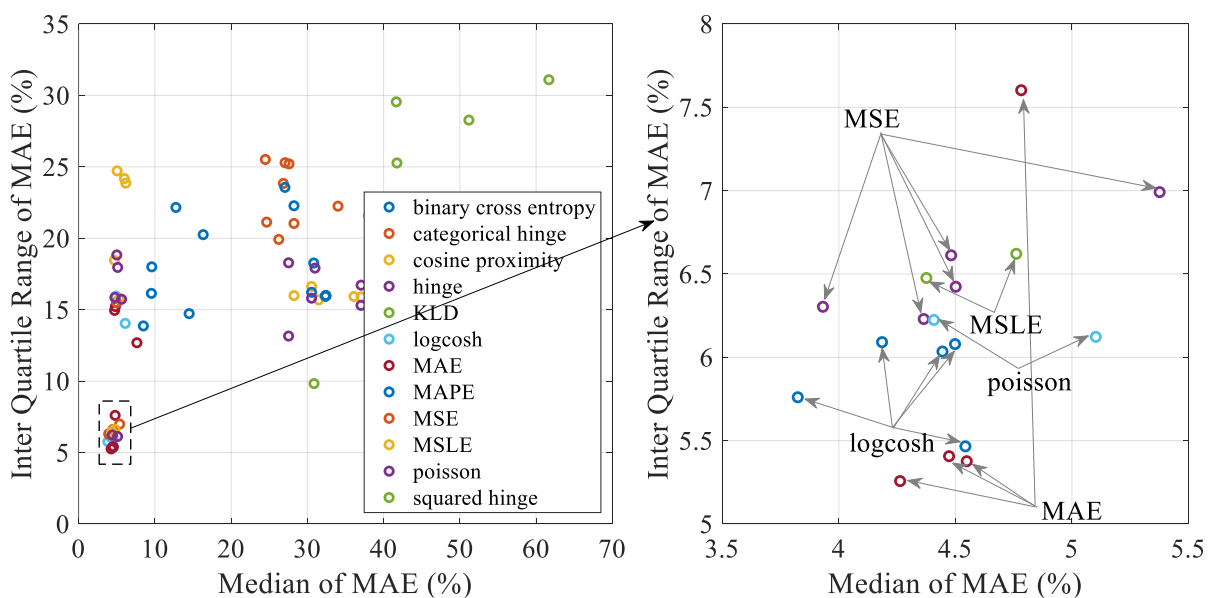 35
30
25
20
15
10
5
0
0 10 20 30 40 50 60 70
Inter Quartile Range of MAE (%)
Median of MAE (%)
binary cross entropy
categorical hinge
cosine proximity
hinge
KLD
logcosh
MAE
MAPE
MSE
MSLE
poisson
squared hinge
8
7.5
7
6.5
6
5.5
5
3.5 4 4.5 5 5.5
Inter Quartile Range of MAE (%)
Median of MAE (%)
MSE
MSLE
poisson
logcosh
MAE